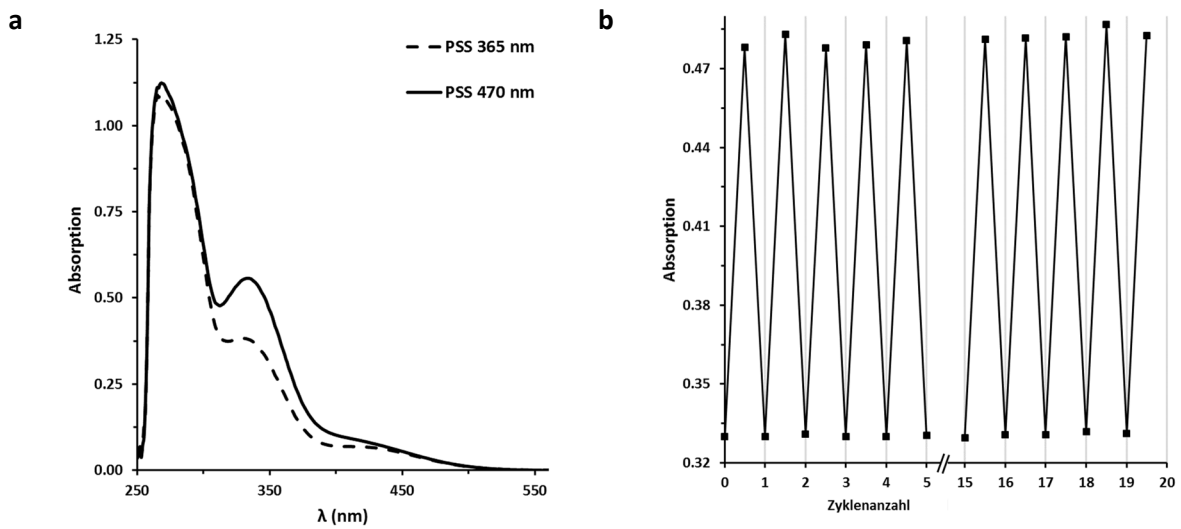 a
1.25
1.00
0.75
0.50
0.25
0.00
Absorption
250
350
450
550
λ (nm)
PSS 365 nm
PSS 470 nm
b
0.47
0.44
0.41
0.38
0.35
0.32
Absorption
0 1 2 3 4 5 // 15 16 17 18 19 20
Zyklenanzahl